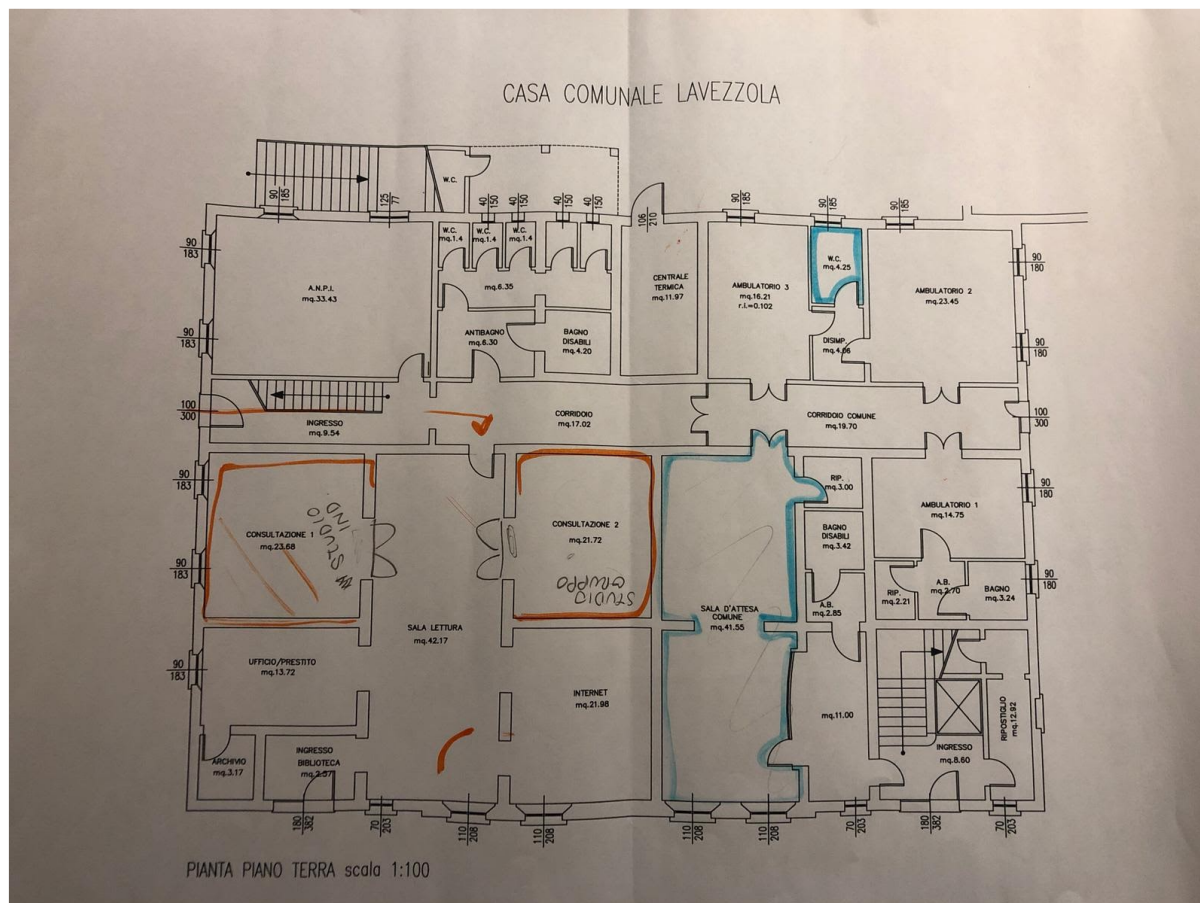 CASA COMUNALE LAVEZZOLA
W.C.
90
185
125
77
40
150
40
150
40
150
40
150
106
210
90
185
90
185
90
185
W.C.
mq.1.4
W.C.
mq.1.4
W.C.
mq.1.4
90
183
A.N.P.I.
mq.33.43
mq.6.35
CENTRALE
TERMICA
mq.11.97
AMBULATORIO 3
mq.16.21
r.i.=0.102
W.C.
mq.4.25
AMBULATORIO 2
mq.23.45
90
180
90
183
ANTIBAGNO
mq.6.30
BAGNO
DISABILI
mq.4.20
DISIMP.
mq.4.06
90
180
100
300
INGRESSO
mq.9.54
CORRIDOIO
mq.17.02
CORRIDOIO COMUNE
mq.19.70
100
300
90
183
RIP.
mq.3.00
90
180
CONSULTAZIONE 1
mq.23.68
STUDIO
IND
CONSULTAZIONE 2
mq.21.72
STUDIO
GRUPPO
AMBULATORIO 1
mq.14.75
BAGNO
DISABILI
mq.3.42
90
183
90
180
RIP.
mq.2.21
A.B.
mq.2.70
BAGNO
mq.3.24
A.B.
mq.2.85
SALA LETTURA
mq.42.17
SALA D'ATTESA
COMUNE
mq.41.55
90
183
UFFICIO/PRESTITO
mq.13.72
INTERNET
mq.21.98
mq.11.00
RIPOSTIGLIO
mq.12.92
ARCHIVIO
mq.3.17
INGRESSO
BIBLIOTECA
mq.2.57
INGRESSO
mq.8.60
180
382
70
203
110
208
110
208
110
208
110
208
70
203
180
382
70
203
PIANTA PIANO TERRA scala 1:100